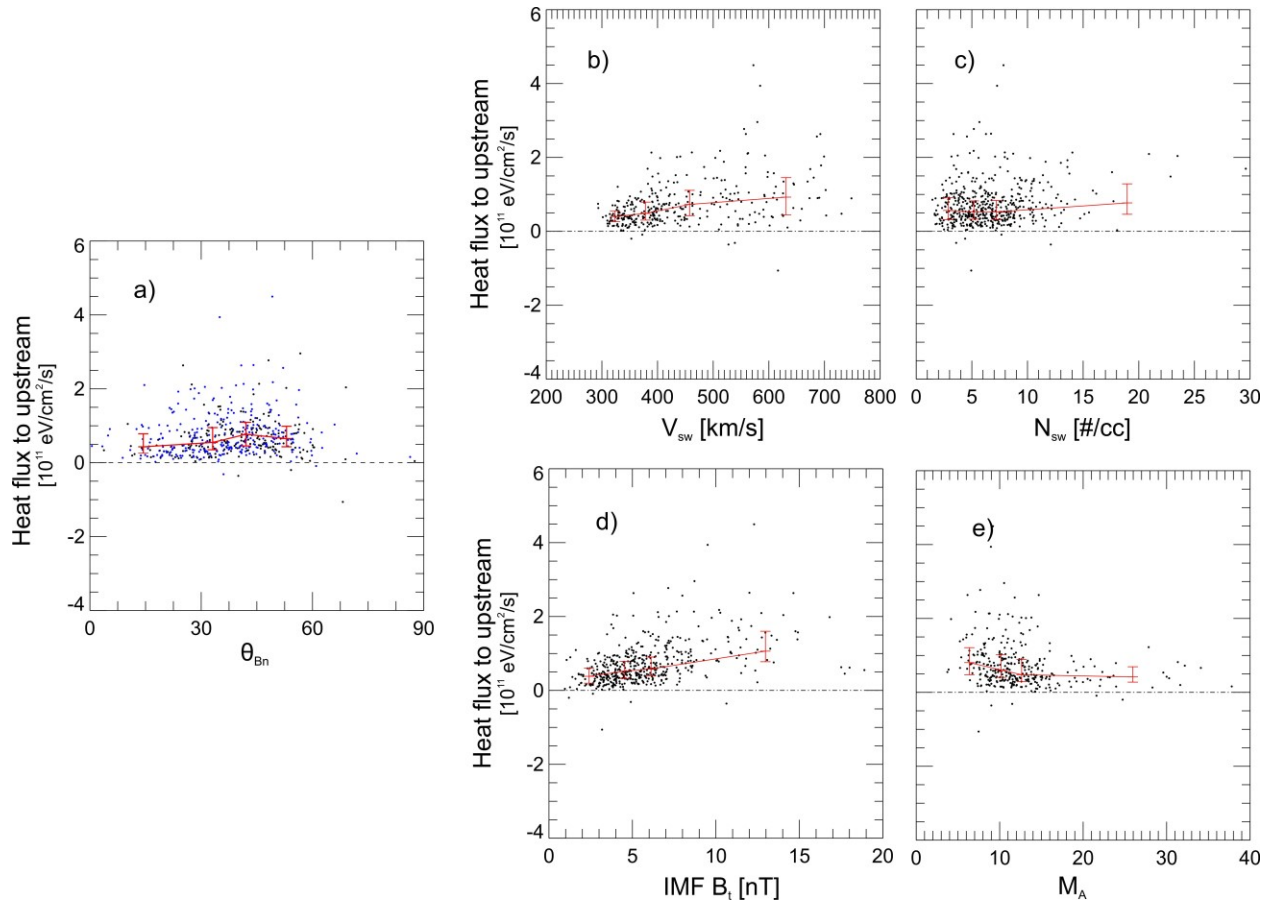 Heat flux to upstream
[10¹¹ eV/cm²/s]
6
4
2
0
-2
-4
a)
0 30 60 90
θBn
Heat flux to upstream
[10¹¹ eV/cm²/s]
6
4
2
0
-2
-4
b)
200 300 400 500 600 700 800
Vsw [km/s]
c)
0 5 10 15 20 25 30
Nsw [#/cc]
Heat flux to upstream
[10¹¹ eV/cm²/s]
6
4
2
0
-2
-4
d)
0 5 10 15 20
IMF Bt [nT]
e)
0 10 20 30 40
MA